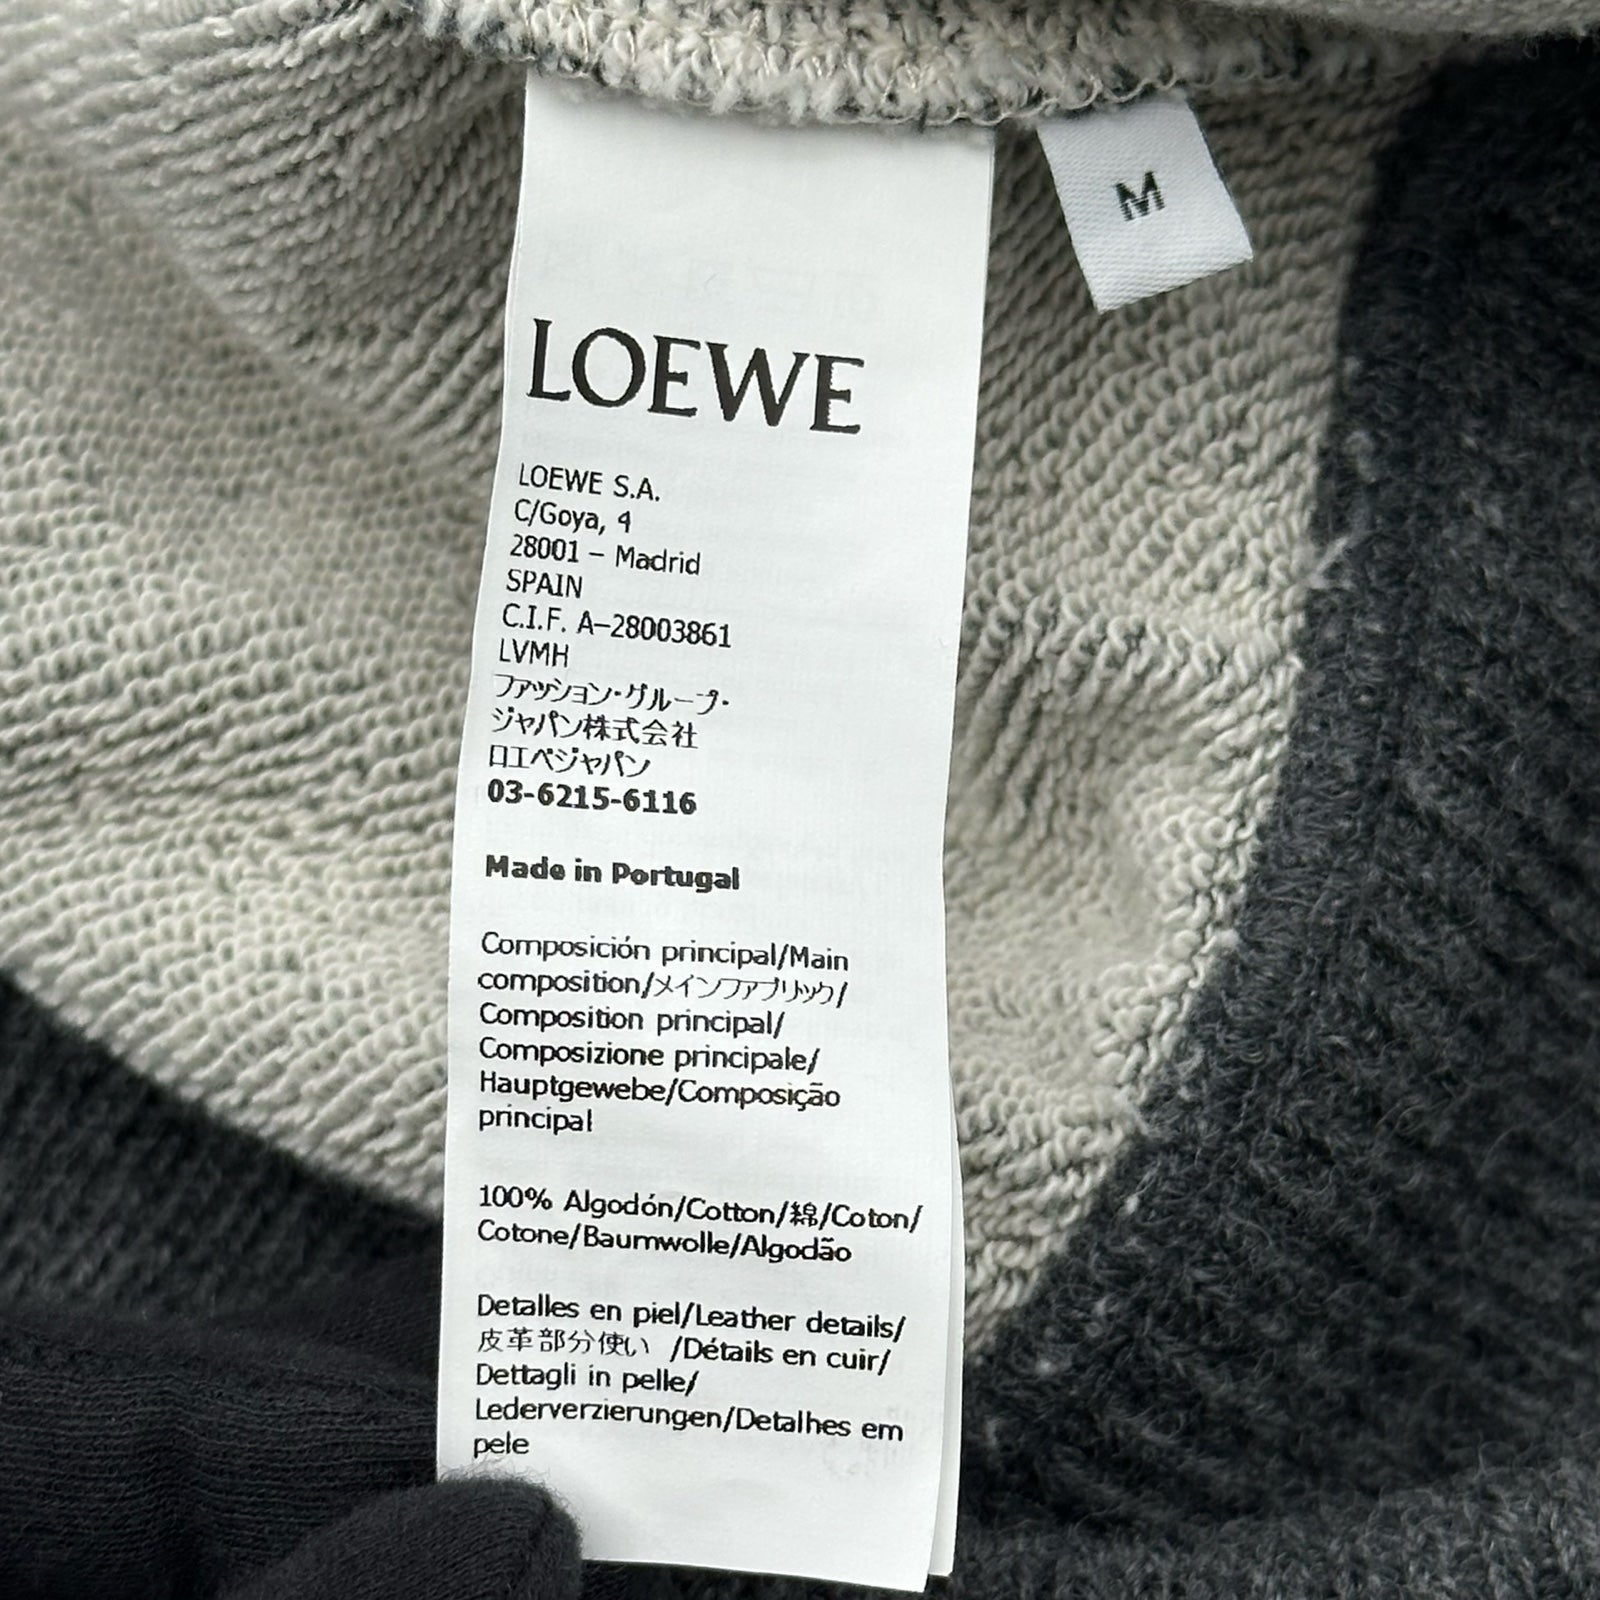 M
LOEWE
LOEWE S.A.
C/Goya, 4
28001 – Madrid
SPAIN
C.I.F. A–28003861
LVMH
ファッション・グループ・
ジャパン株式会社
ロエベジャパン
03-6215-6116
Made in Portugal
Composición principal/Main
composition/メインファブリック/
Composition principal/
Composizione principale/
Hauptgewebe/Composição
principal
100% Algodón/Cotton/綿/Coton/
Cotone/Baumwolle/Algodão
Detalles en piel/Leather details/
皮革部分使い /Détails en cuir/
Dettagli in pelle/
Lederverzierungen/Detalhes em
pele